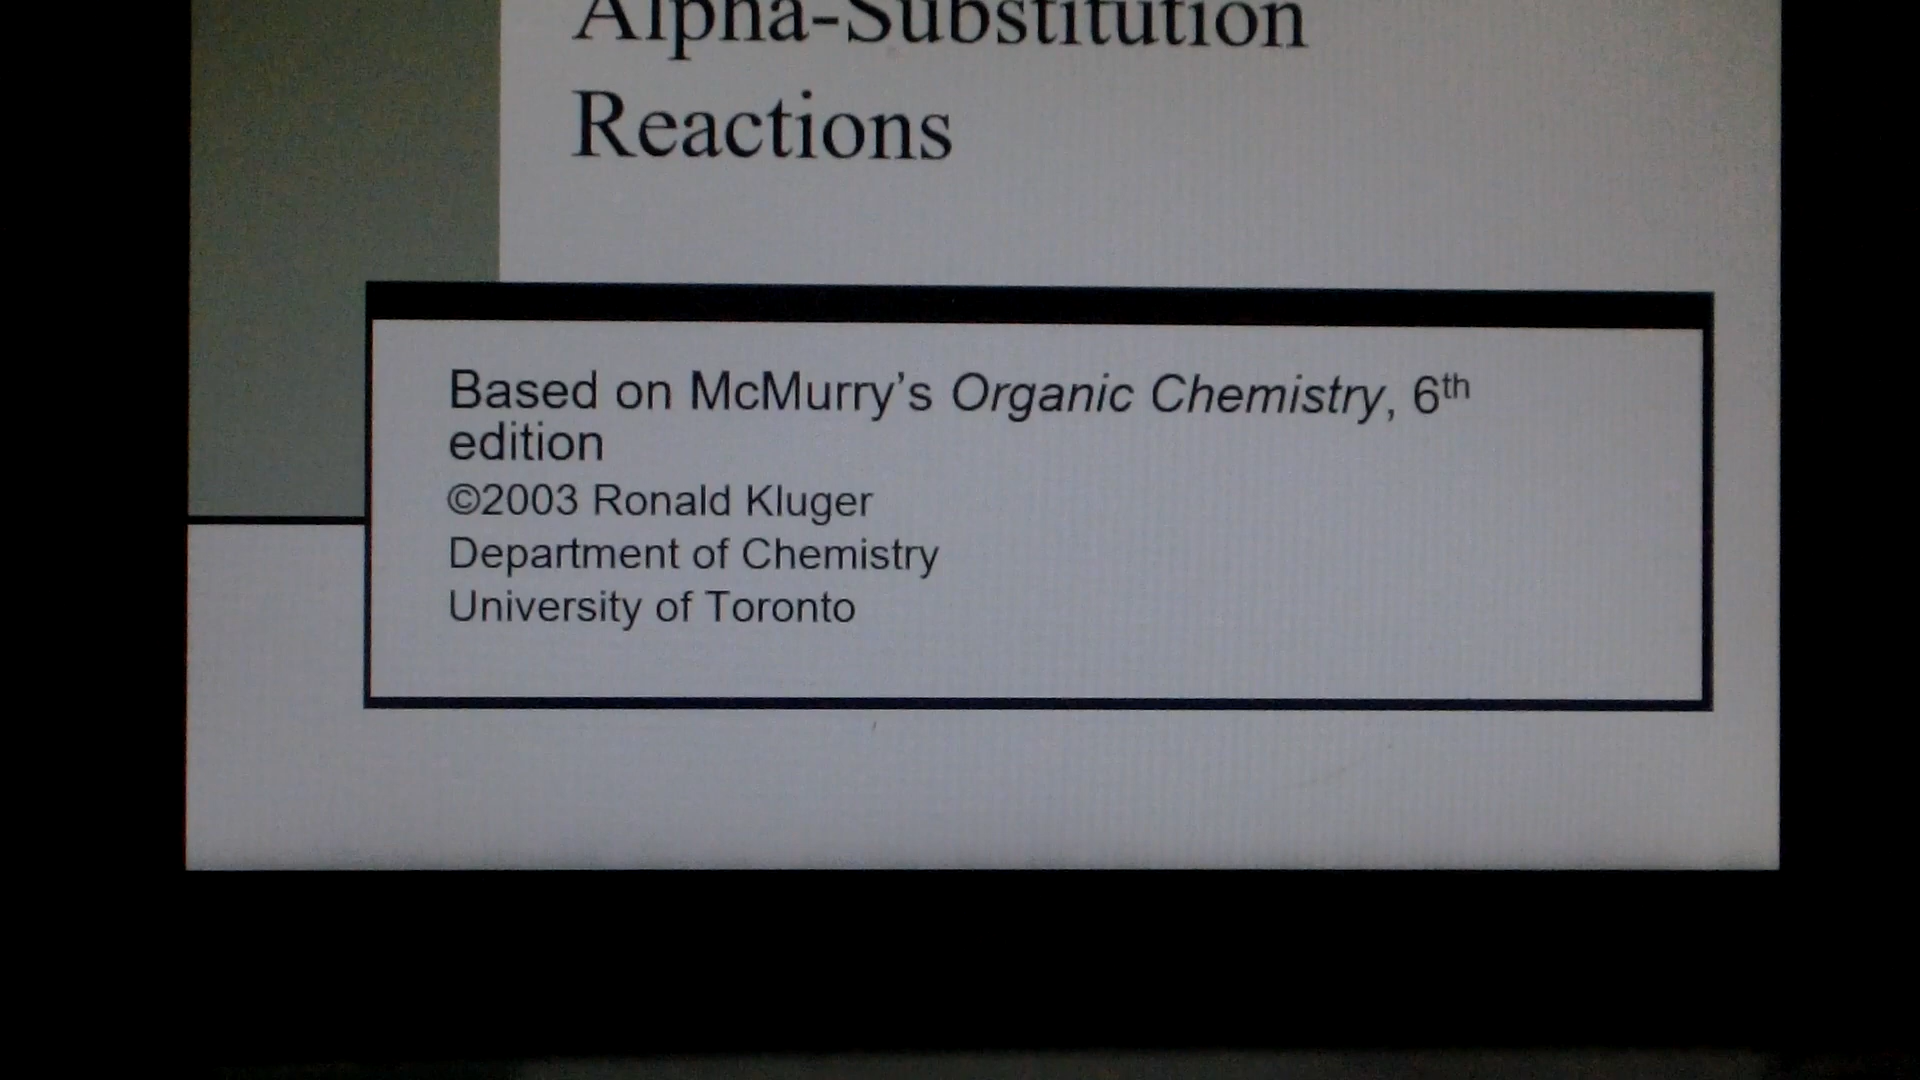 Alpha-Substitution
Reactions
Based on McMurry’s Organic Chemistry, 6th
edition
©2003 Ronald Kluger
Department of Chemistry
University of Toronto